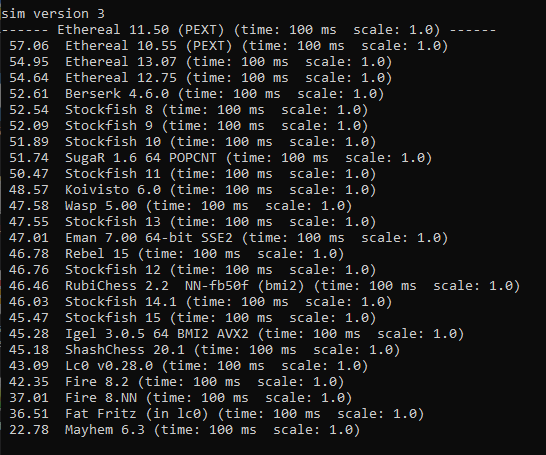 sim version 3
------ Ethereal 11.50 (PEXT) (time: 100 ms  scale: 1.0) ------
57.06  Ethereal 10.55 (PEXT) (time: 100 ms  scale: 1.0)
54.95  Ethereal 13.07 (time: 100 ms  scale: 1.0)
54.64  Ethereal 12.75 (time: 100 ms  scale: 1.0)
52.61  Berserk 4.6.0 (time: 100 ms  scale: 1.0)
52.54  Stockfish 8 (time: 100 ms  scale: 1.0)
52.09  Stockfish 9 (time: 100 ms  scale: 1.0)
51.89  Stockfish 10 (time: 100 ms  scale: 1.0)
51.74  SugaR 1.6 64 POPCNT (time: 100 ms  scale: 1.0)
50.47  Stockfish 11 (time: 100 ms  scale: 1.0)
48.57  Koivisto 6.0 (time: 100 ms  scale: 1.0)
47.58  Wasp 5.00 (time: 100 ms  scale: 1.0)
47.55  Stockfish 13 (time: 100 ms  scale: 1.0)
47.01  Eman 7.00 64-bit SSE2 (time: 100 ms  scale: 1.0)
46.78  Rebel 15 (time: 100 ms  scale: 1.0)
46.76  Stockfish 12 (time: 100 ms  scale: 1.0)
46.46  RubiChess 2.2  NN-fb50f (bmi2) (time: 100 ms  scale: 1.0)
46.03  Stockfish 14.1 (time: 100 ms  scale: 1.0)
45.47  Stockfish 15 (time: 100 ms  scale: 1.0)
45.28  Igel 3.0.5 64 BMI2 AVX2 (time: 100 ms  scale: 1.0)
45.18  ShashChess 20.1 (time: 100 ms  scale: 1.0)
43.09  Lc0 v0.28.0 (time: 100 ms  scale: 1.0)
42.35  Fire 8.2 (time: 100 ms  scale: 1.0)
37.01  Fire 8.NN (time: 100 ms  scale: 1.0)
36.51  Fat Fritz (in lc0) (time: 100 ms  scale: 1.0)
22.78  Mayhem 6.3 (time: 100 ms  scale: 1.0)